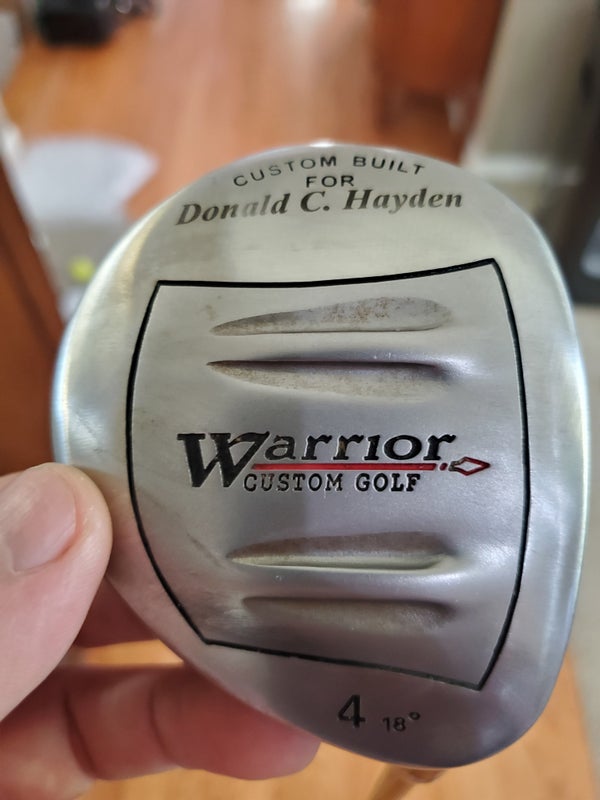 CUSTOM BUILT
FOR
Donald C. Hayden
Warrior
CUSTOM GOLF
4 18°